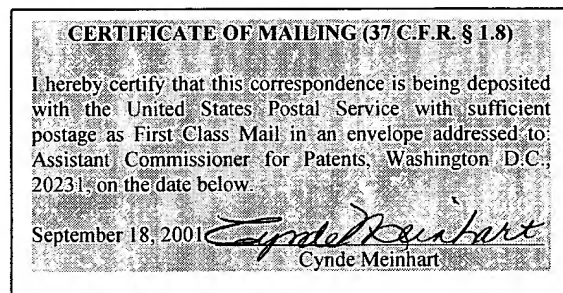 CERTIFICATE OF MAILING (37 C.F.R. § 1.8)
I hereby certify that this correspondence is being deposited
with the United States Postal Service with sufficient
postage as First Class Mail in an envelope addressed to:
Assistant Commissioner for Patents, Washington D.C.,
20231, on the date below.
September 18, 2001 Cynde Meinhart
Cynde Meinhart